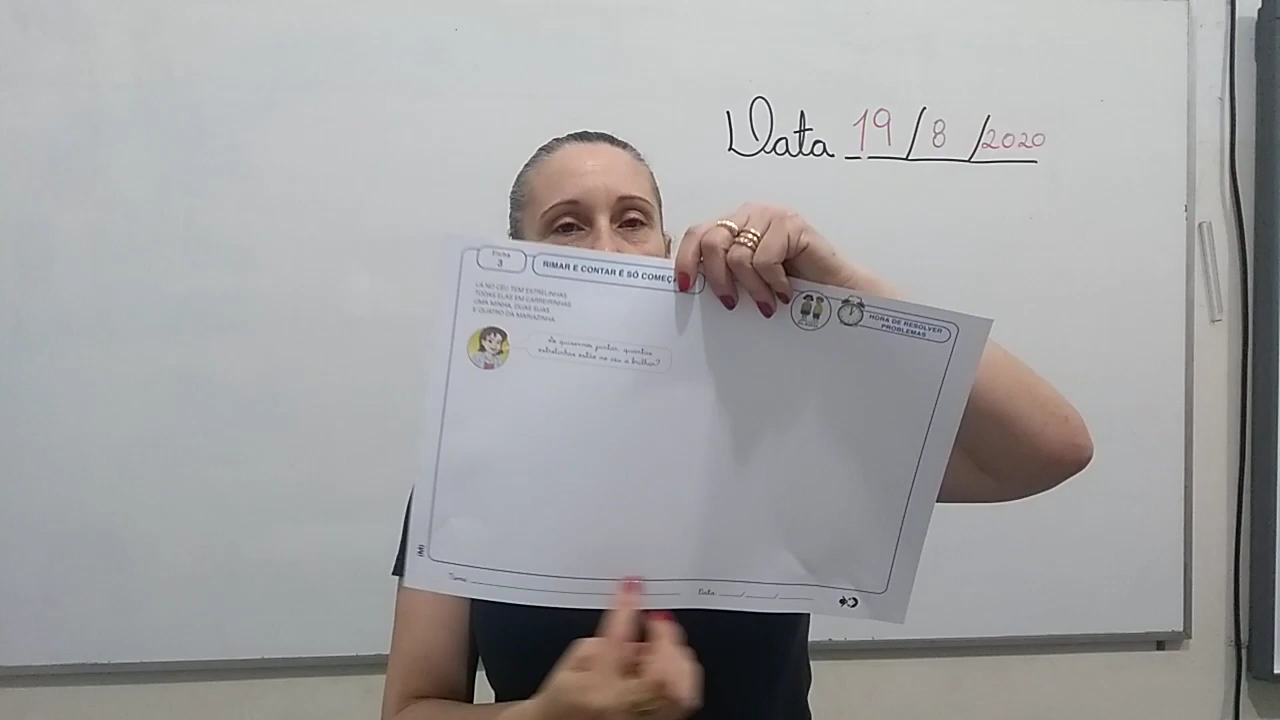 Data 19/8/2020
Ficha
3
RIMAR E CONTAR É SÓ COMEÇ
LÁ NO CÉU TEM ESTRELINHAS
TODAS ELAS EM CARREIRINHAS
UMA MINHA, DUAS SUAS
E QUATRO DA MARIAZINHA.
Se quisermos juntar, quantas
estrelinhas estão no céu a brilhar?
HORA DE RESOLVER
PROBLEMAS
(M)
Nome
Data